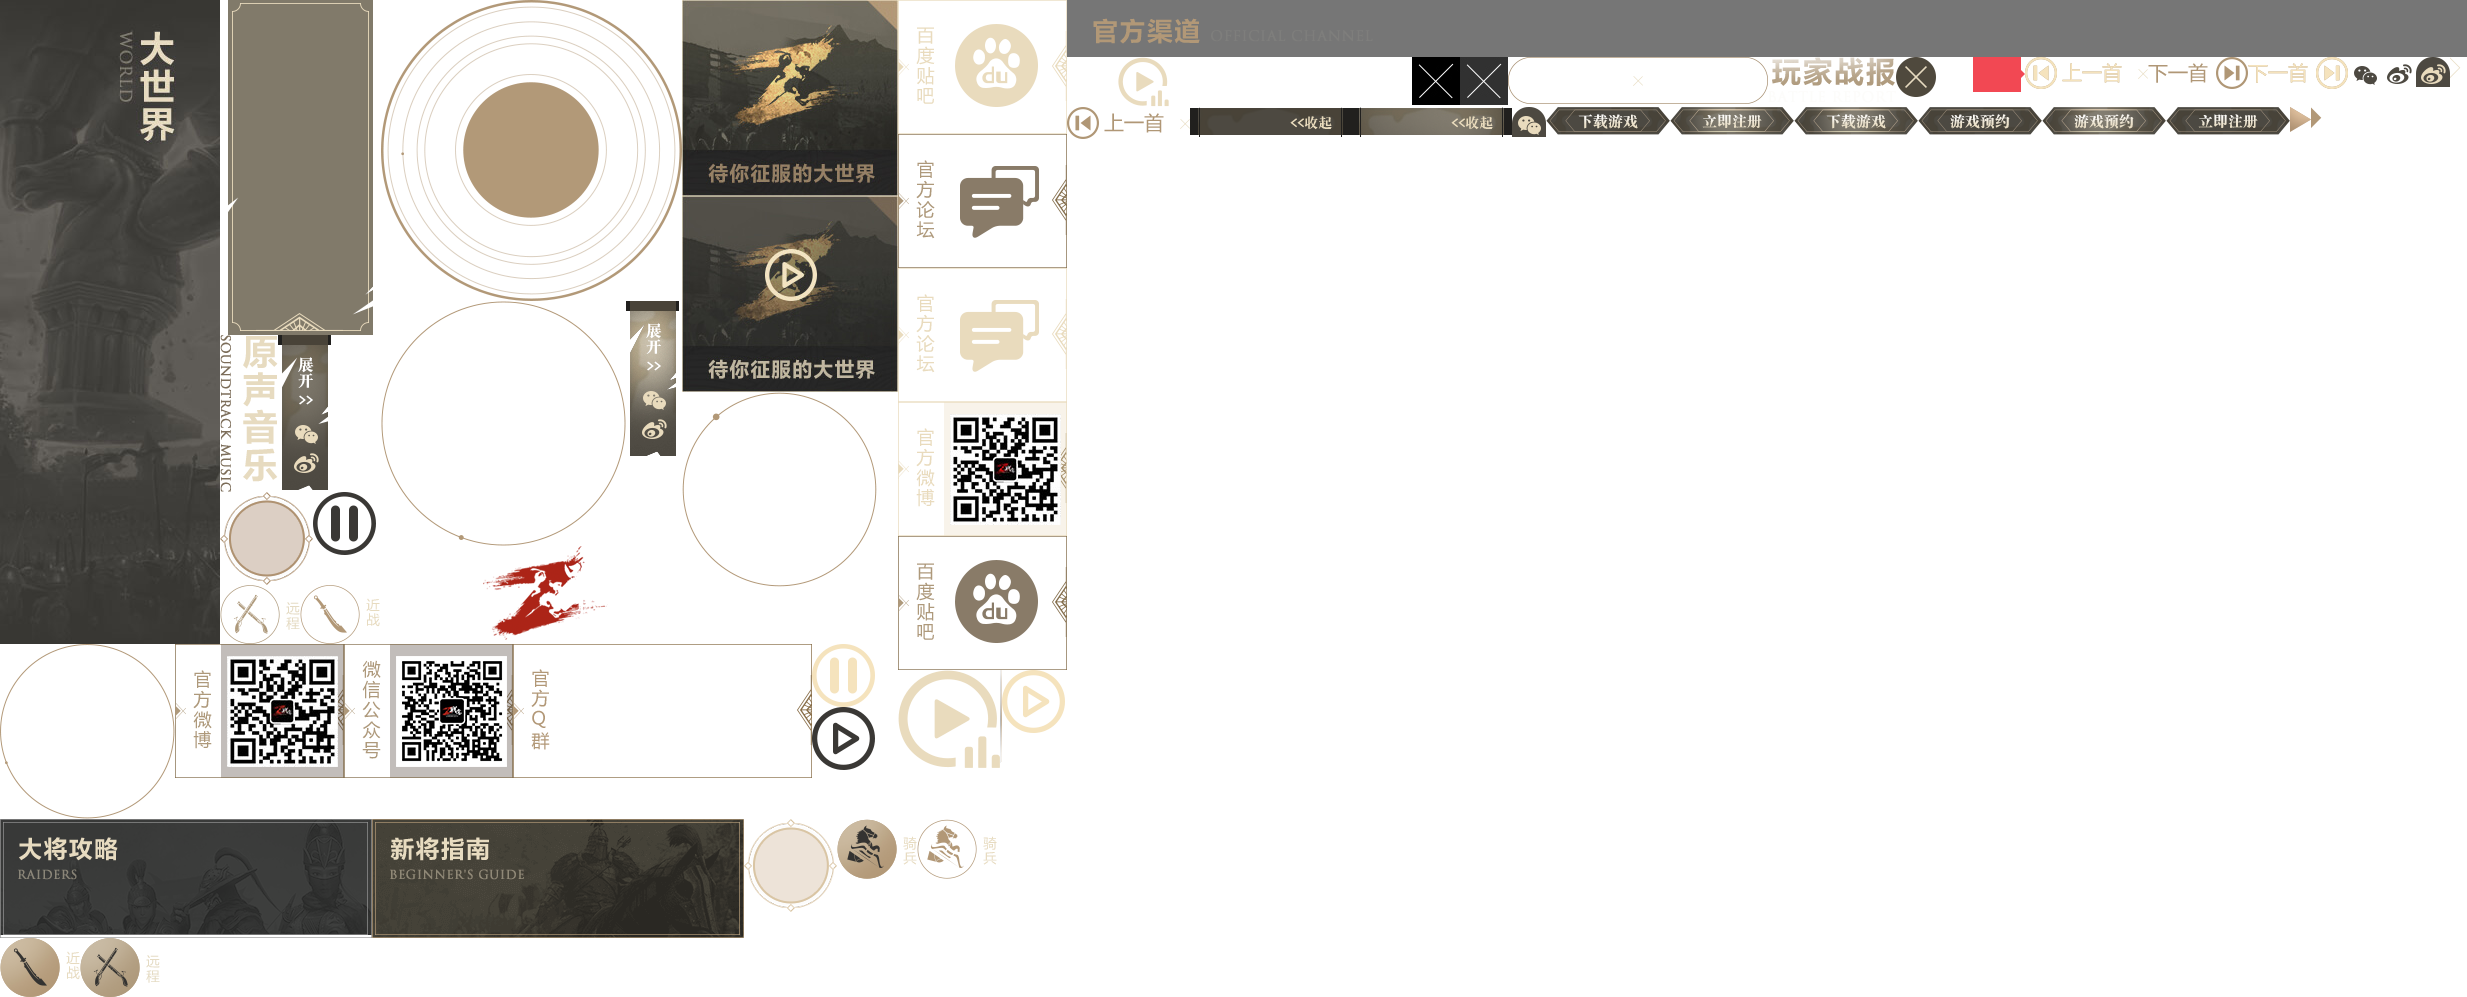 大世界
WORLD
原声音乐
SOUNDTRACK MUSIC
展开
>>
展开
>>
远程
近战
待你征服的大世界
待你征服的大世界
百度贴吧
du
官方论坛
官方论坛
官方微博
百度贴吧
du
官方渠道
OFFICIAL CHANNEL
玩家战报
上一首
下一首
下一首
上一首
<<收起
<<收起
下载游戏
立即注册
下载游戏
游戏预约
游戏预约
立即注册
官方微博
微信公众号
官方Q群
大将攻略
RAIDERS
新将指南
BEGINNER'S GUIDE
骑兵
骑兵
近战
远程